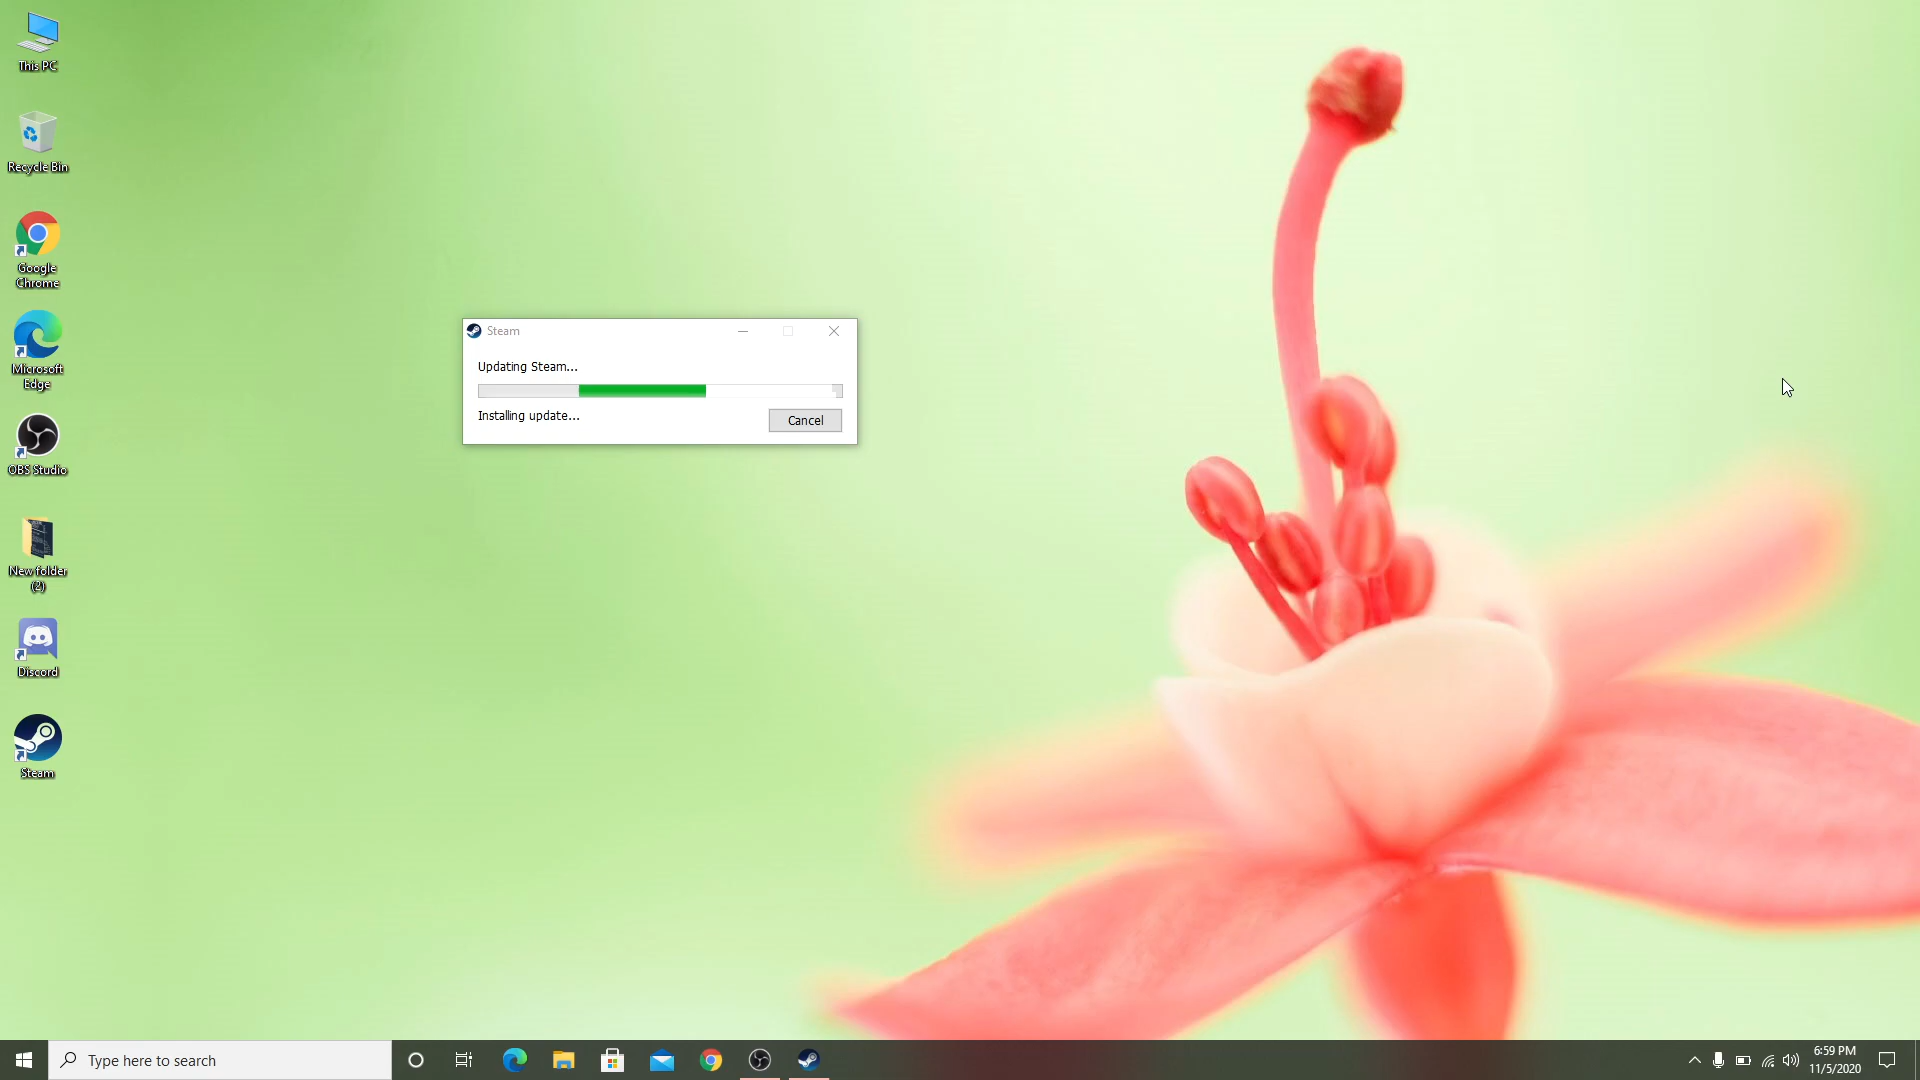 This PC
Recycle Bin
Google
Chrome
Microsoft
Edge
OBS Studio
New folder
(2)
Discord
Steam
Steam
Updating Steam...
Installing update...
Cancel
Type here to search
6:59 PM
11/5/2020